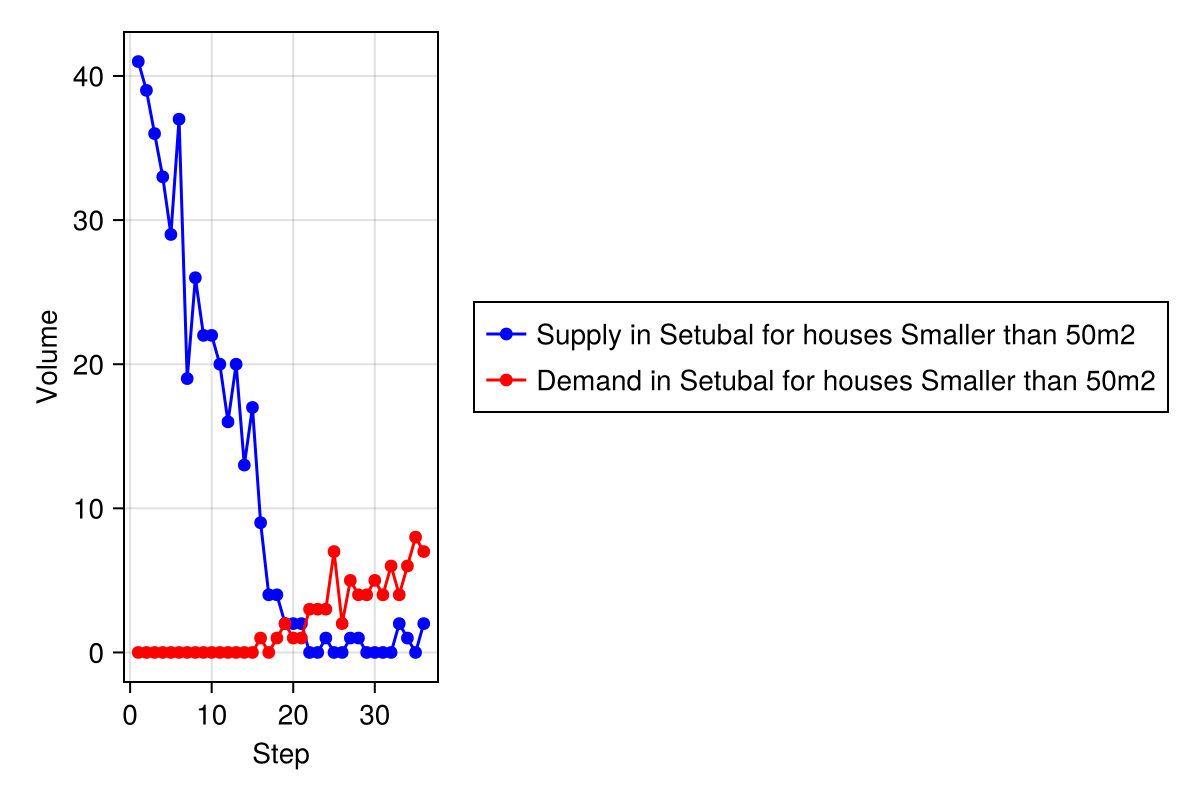 40
30
20
10
0
Volume
0 10 20 30
Step
Supply in Setubal for houses Smaller than 50m2
Demand in Setubal for houses Smaller than 50m2